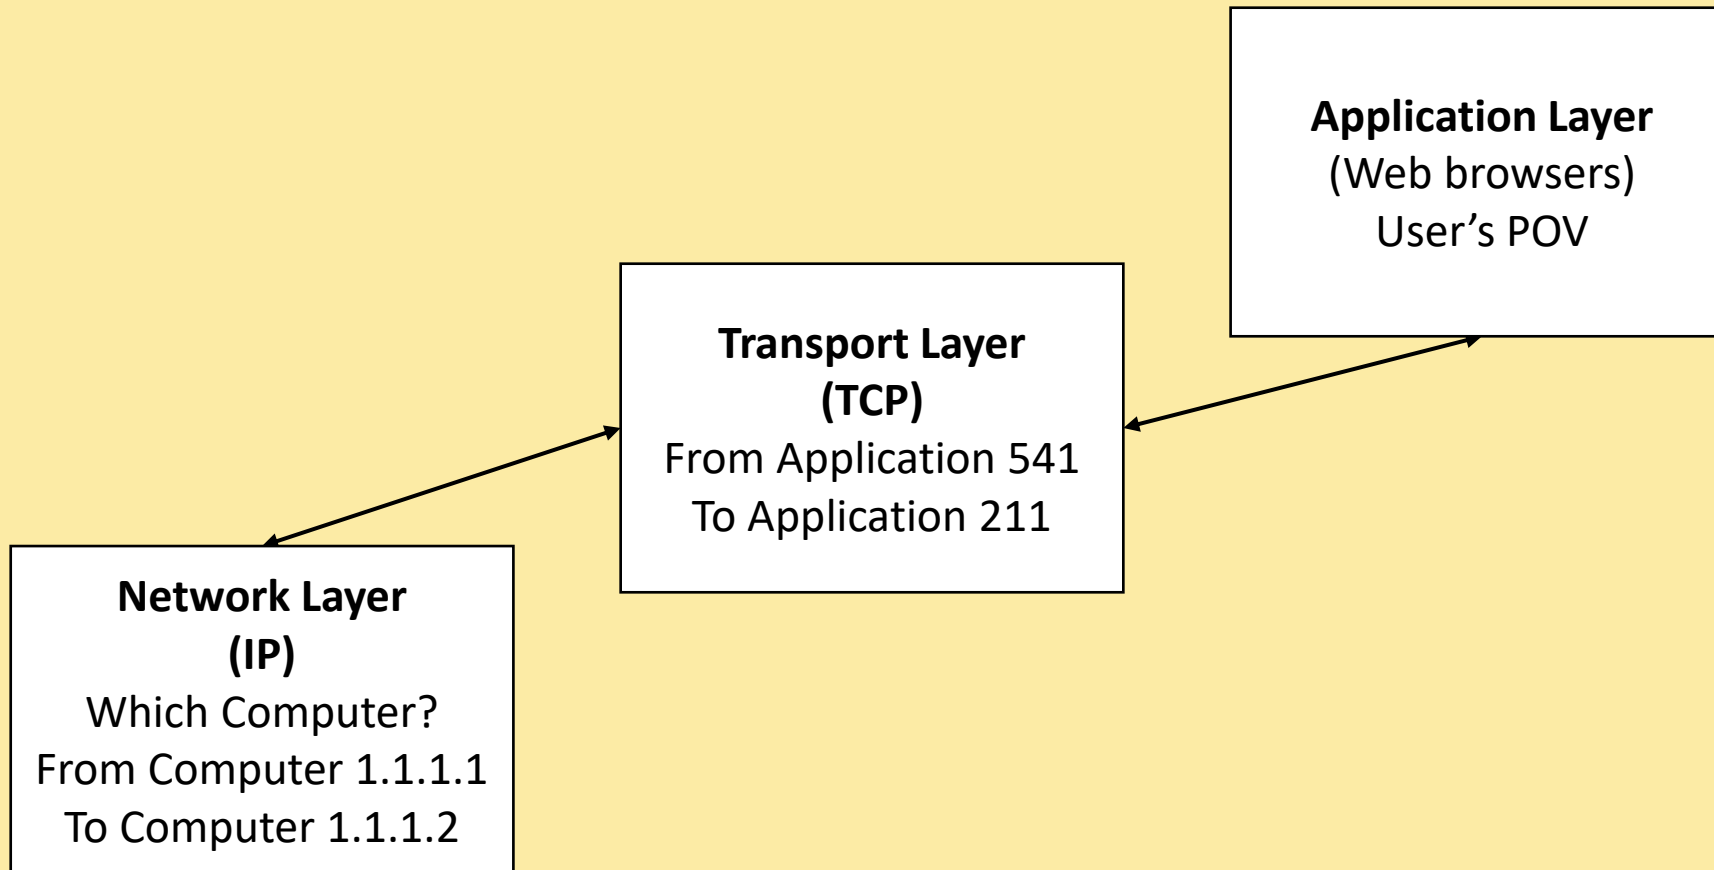 Application Layer
(Web browsers)
User’s POV
Transport Layer
(TCP)
From Application 541
To Application 211
Network Layer
(IP)
Which Computer?
From Computer 1.1.1.1
To Computer 1.1.1.2